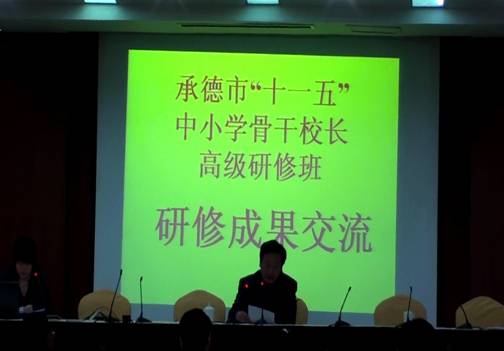 承德市“十一五”
中小学骨干校长
高级研修班
研修成果交流